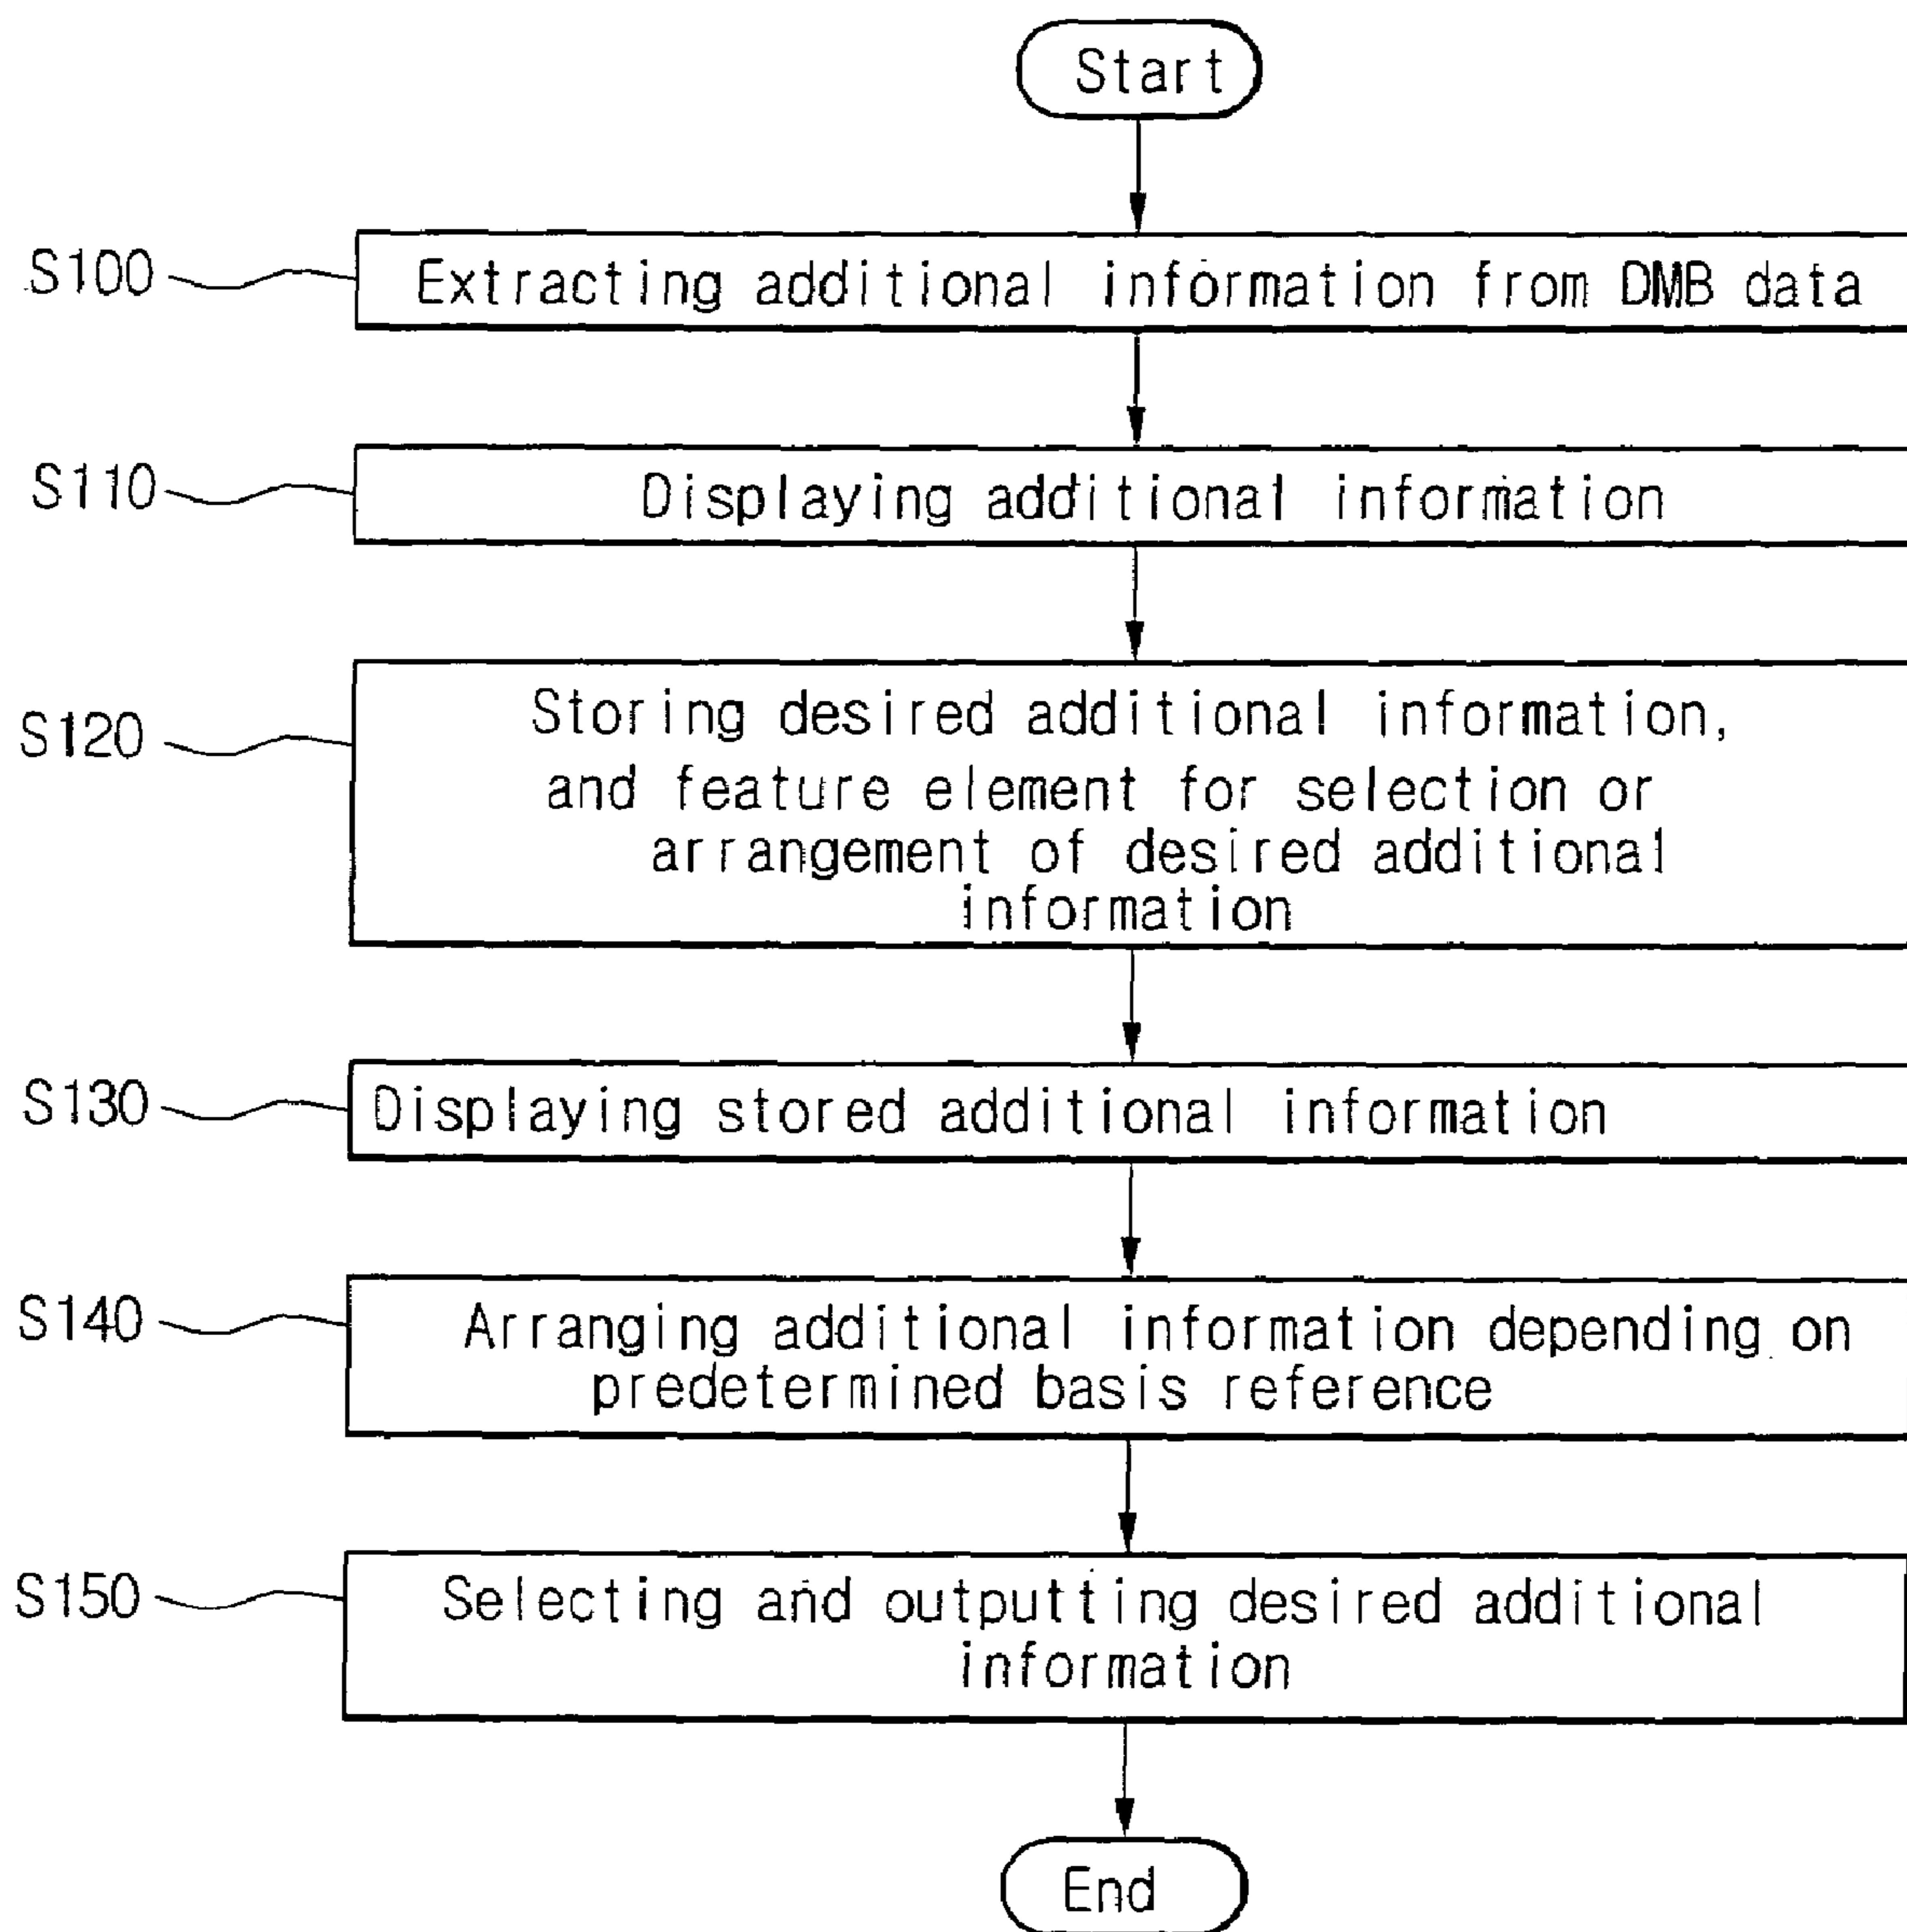 Start
S100
Extracting additional information from DMB data
S110
Displaying additional information
S120
Storing desired additional information,
and feature element for selection or
arrangement of desired additional
information
S130
Displaying stored additional information
S140
Arranging additional information depending on
predetermined basis reference
S150
Selecting and outputting desired additional
information
End